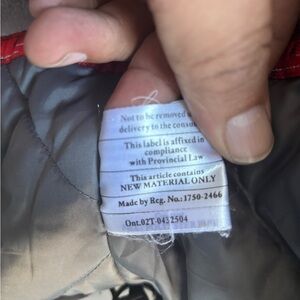 Not to be removed
delivery to the
This label is affixed in
compliance
with Provincial Law
This article contains
NEW MATERIAL ONLY
Made by Reg. No.:1750-2466
Ont.02T-0432504